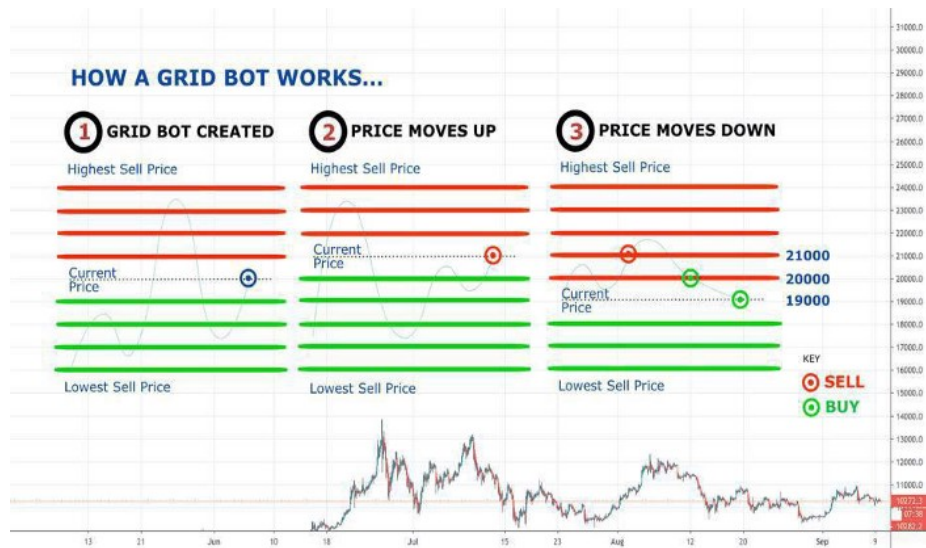 HOW A GRID BOT WORKS...
1 GRID BOT CREATED
Highest Sell Price
Current
Price
Lowest Sell Price
2 PRICE MOVES UP
Highest Sell Price
Current
Price
Lowest Sell Price
3 PRICE MOVES DOWN
Highest Sell Price
Current
Price
Lowest Sell Price
21000
20000
19000
KEY
SELL
BUY
31000.0
30000.0
29000.0
28000.0
27000.0
26000.0
25000.0
24000.0
23000.0
22000.0
21000.0
20000.0
19000.0
18000.0
17000.0
16000.0
15000.0
14000.0
13000.0
12000.0
11000.0
07:38
13 21 Jun 10 18 Jul 15 23 Aug 12 20 Sep 9